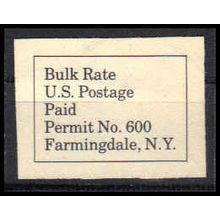 Bulk Rate
U.S. Postage
Paid
Permit No. 600
Farmingdale, N.Y.